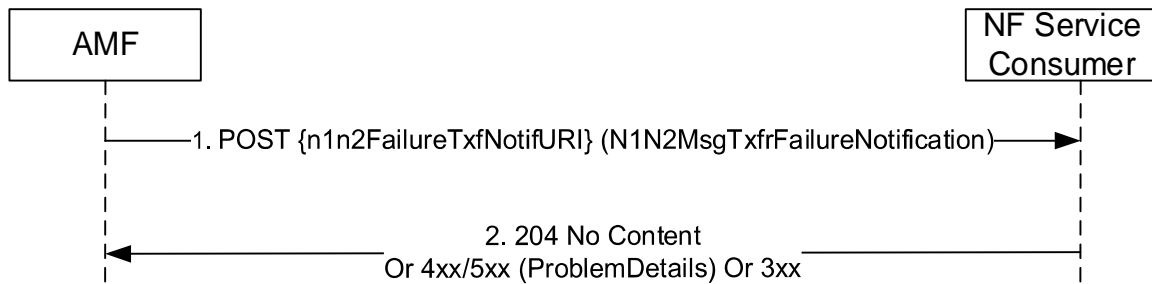 AMF
NF Service
Consumer
1. POST {n1n2FailureTxfNotifURI} (N1N2MsgTxfrFailureNotification)
2. 204 No Content
Or 4xx/5xx (ProblemDetails) Or 3xx